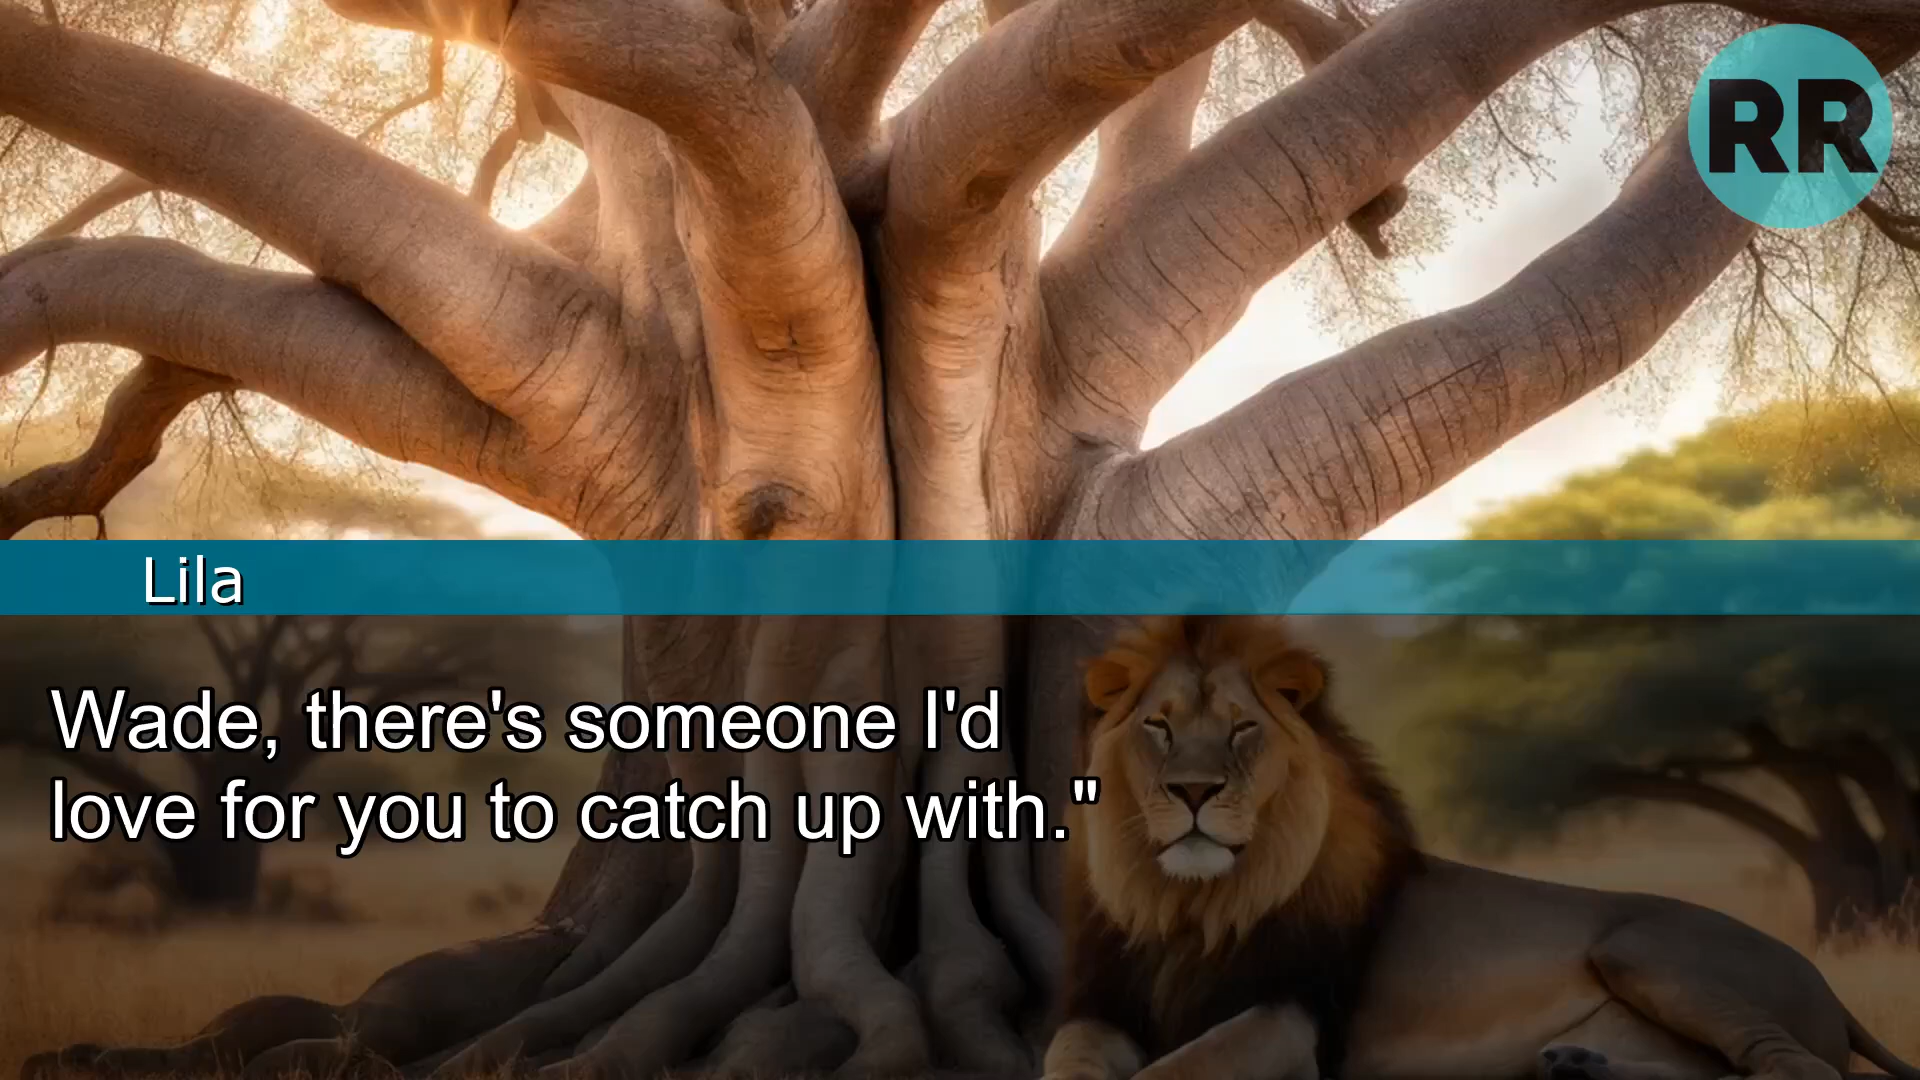 RR
Lila
Wade, there's someone I'd
love for you to catch up with."